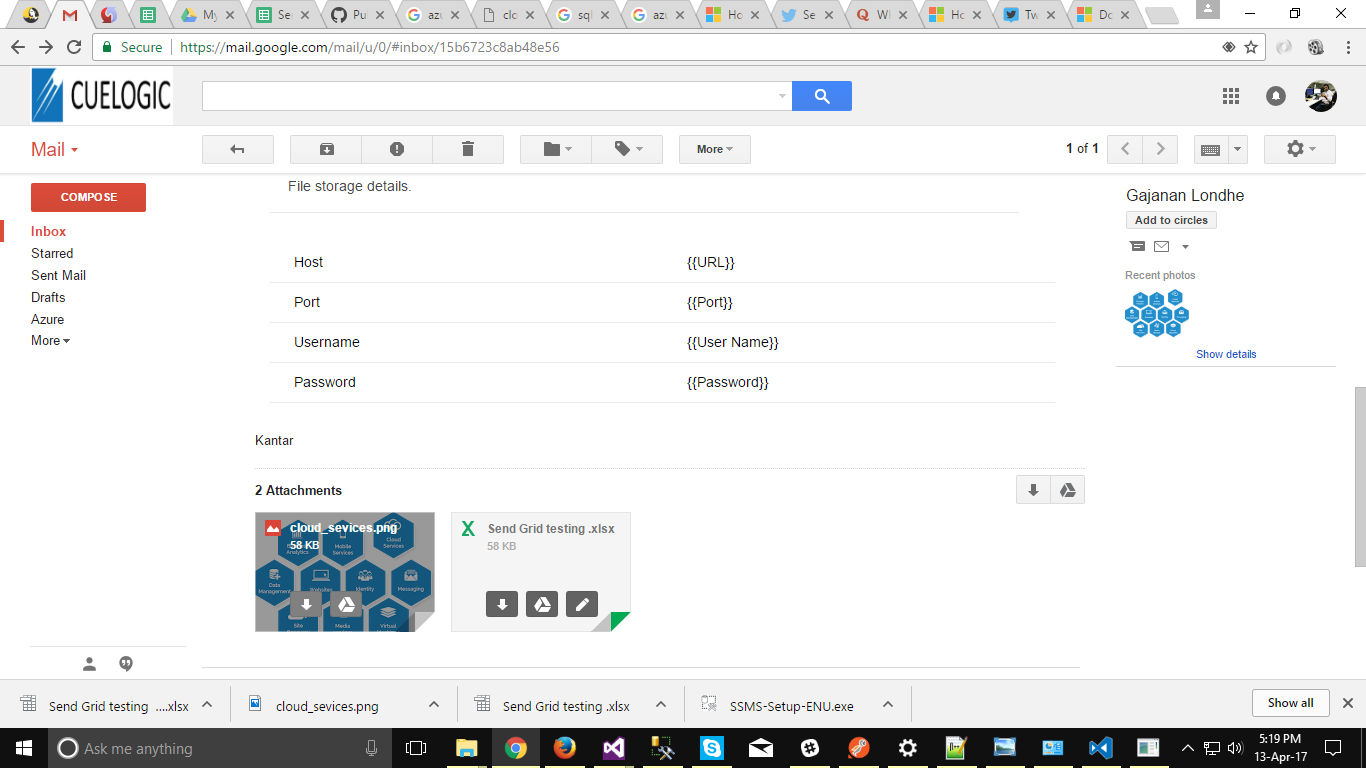 My
Se
Pu
azu
clo
sql
azu
Ho
Se
Wi
Ho
Tw
Do
Secure
https://mail.google.com/mail/u/0/#inbox/15b6723c8ab48e56
CUELOGIC
Mail
More
1 of 1
COMPOSE
Inbox
Starred
Sent Mail
Drafts
Azure
More
File storage details.
Host {{URL}}
Port {{Port}}
Username {{User Name}}
Password {{Password}}
Kantar
2 Attachments
cloud_sevices.png
58 KB
Analytics
Mobile Services
Cloud Services
Data Management
Websites
Identity
Messaging
Site
Media
Send Grid testing .xlsx
58 KB
Gajanan Londhe
Add to circles
Recent photos
Show details
Send Grid testing ....xlsx
cloud_sevices.png
Send Grid testing .xlsx
SSMS-Setup-ENU.exe
Show all
Ask me anything
5:19 PM
13-Apr-17